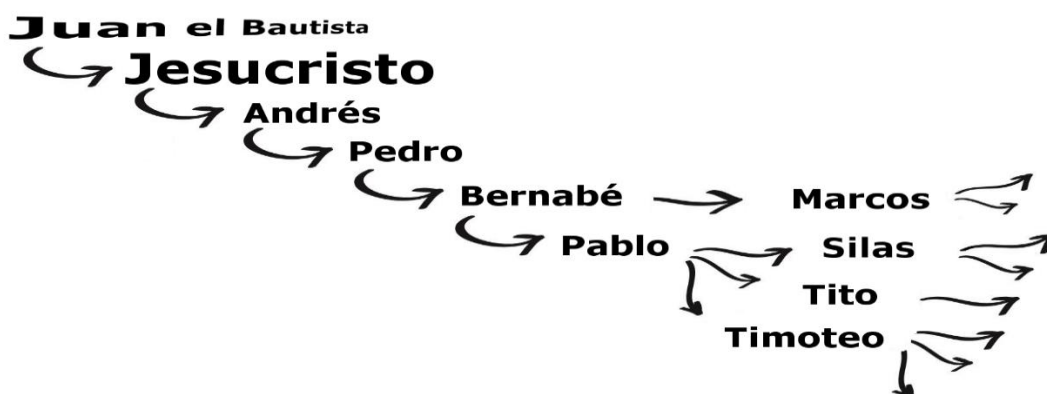 Juan el Bautista
Jesucristo
Andrés
Pedro
Bernabé Marcos
Pablo Silas
Tito
Timoteo